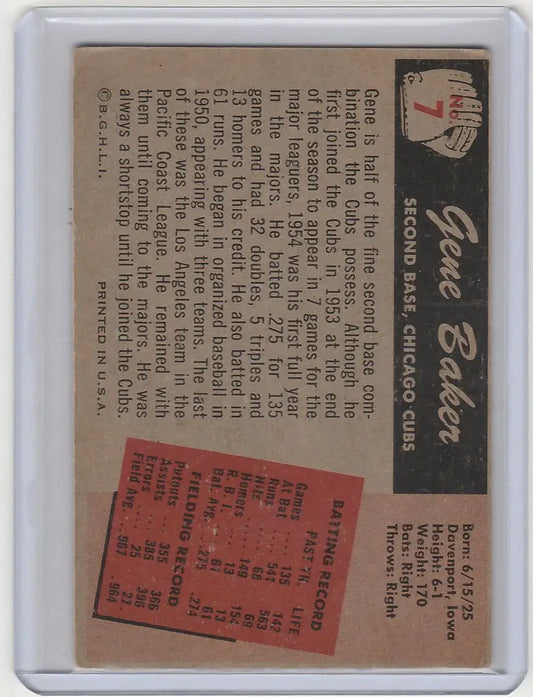 No.
7
Gene Baker
SECOND BASE, CHICAGO CUBS
Born: 6/15/25
Davenport, Iowa
Height: 6-1
Weight: 170
Bats: Right
Throws: Right
Gene is half of the fine second base com-
bination the Cubs possess. Although he
first joined the Cubs in 1953 at the end
of the season to appear in 7 games for the
major leaguers, 1954 was his first full year
in the majors. He batted .275 for 135
games and had 32 doubles, 5 triples and
13 homers to his credit. He also batted in
61 runs. He began in organized baseball in
1950, appearing with three teams. The last
of these was the Los Angeles team in the
Pacific Coast League. He remained with
them until coming to the majors. He was
always a shortstop until he joined the Cubs.
© B.G.H.L.I. PRINTED IN U.S.A.
BATTING RECORD
PAST YR. LIFE
Games .... 135 142
At Bat .... 541 563
Runs .... 68 69
Hits .... 149 154
Homers .... 13 13
R. B. I. .... 61 61
Bat. Avg. .. .275 .274
FIELDING RECORD
Putouts ... 355 366
Assists .... 385 396
Errors .... 25 27
Field Avg. .. .967 .964